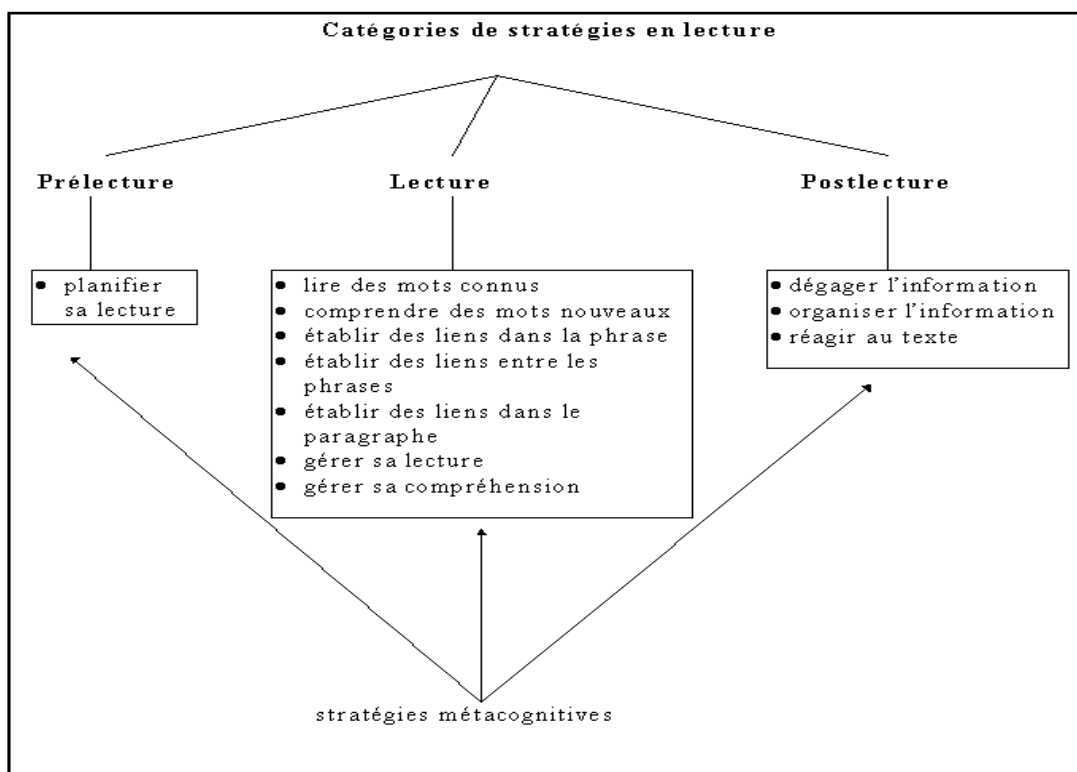 Catégories de stratégies en lecture
Prélecture
Lecture
Postlecture
• planifier
sa lecture
• lire des mots connus
• comprendre des mots nouveaux
• établir des liens dans la phrase
• établir des liens entre les
phrases
• établir des liens dans le
paragraphe
• gérer sa lecture
• gérer sa compréhension
• dégager l'information
• organiser l'information
• réagir au texte
stratégies métacognitives